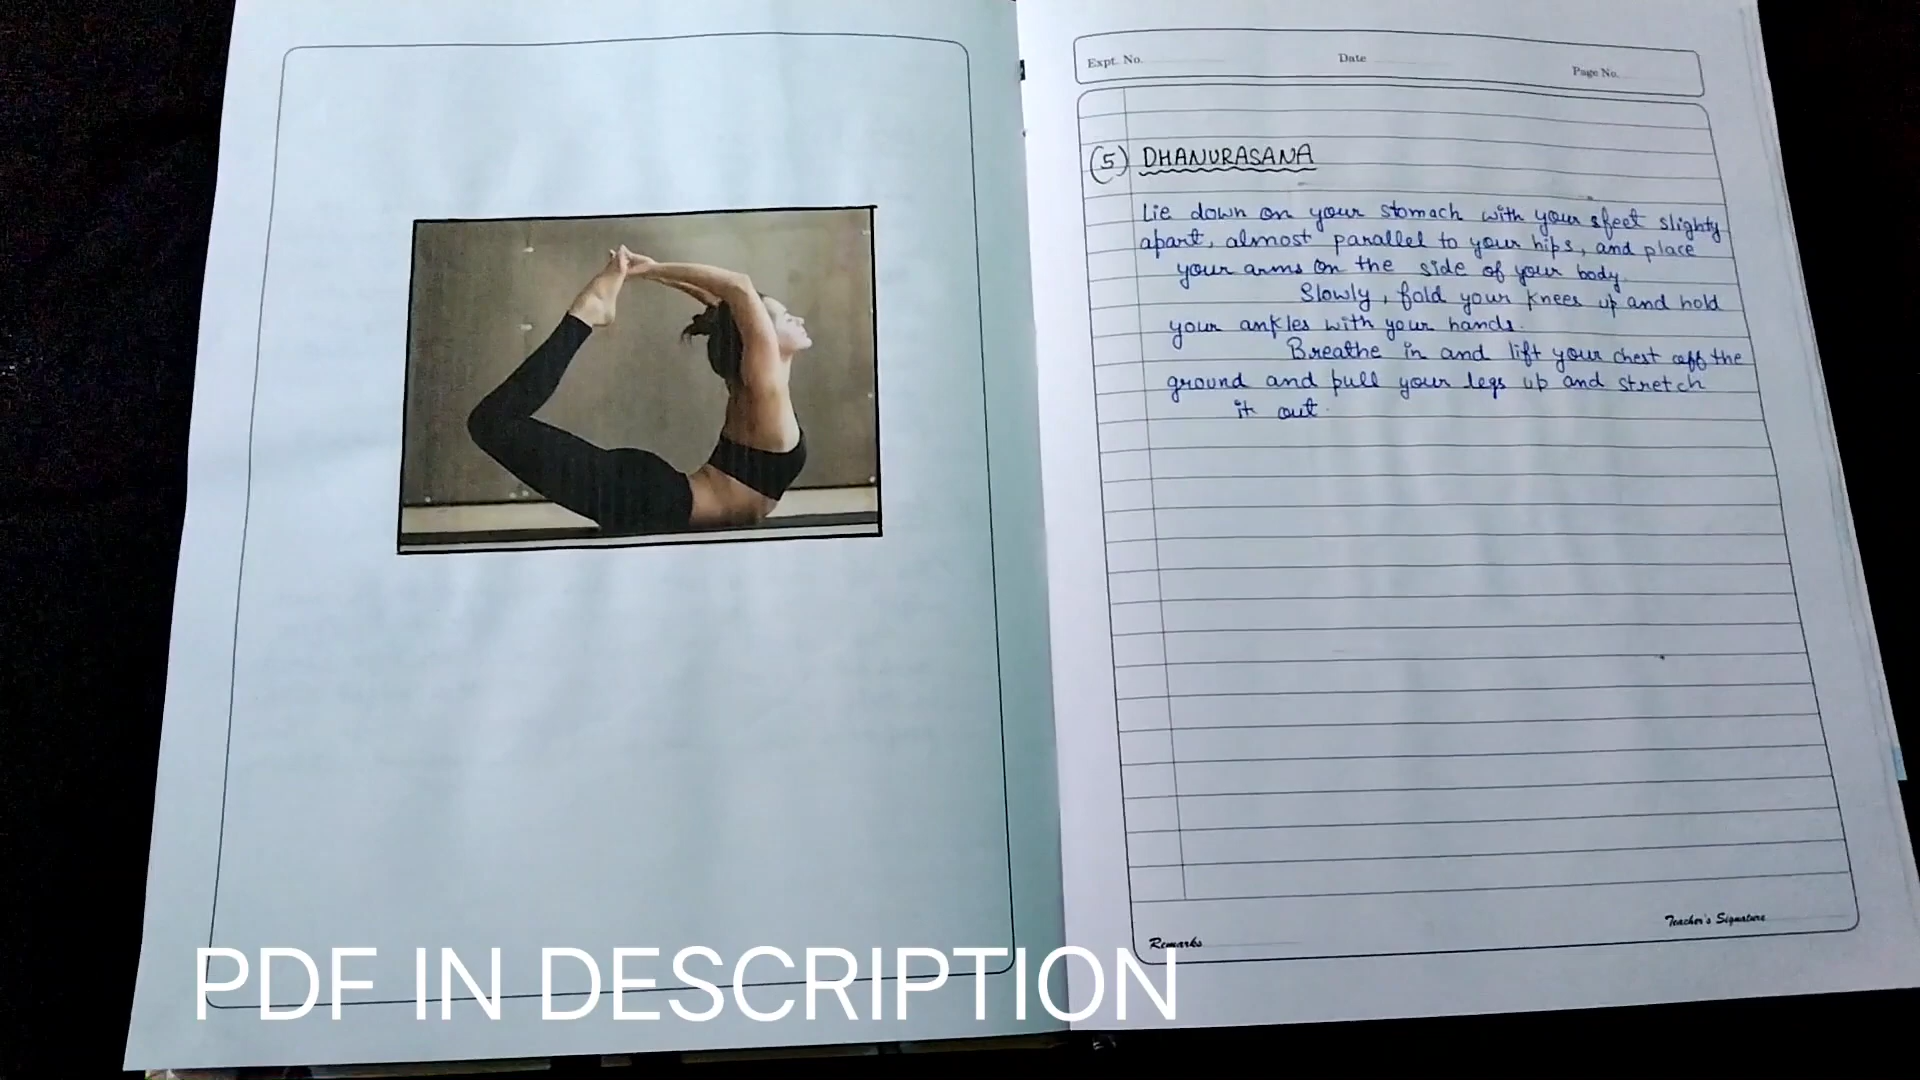 Expt. No.
Date
Page No.
(5) DHANURASANA
Lie down on your stomach with your sfeet slighty
apart, almost parallel to your hips, and place
your arms on the side of your body.
Slowly, fold your knees up and hold
your ankles with your hands.
Breathe in and lift your chest off the
ground and pull your legs up and stretch
it out.
Teacher's Signature
Remarks
PDF IN DESCRIPTION